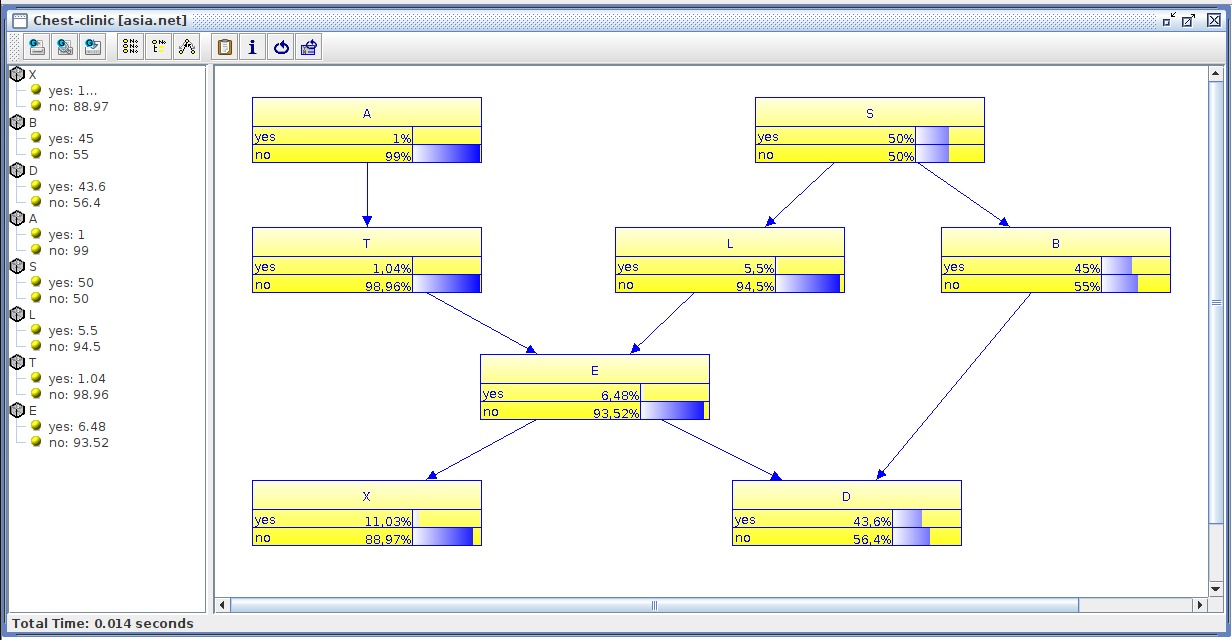 Chest-clinic [asia.net]
X
yes: 1...
no: 88.97
B
yes: 45
no: 55
D
yes: 43.6
no: 56.4
A
yes: 1
no: 99
S
yes: 50
no: 50
L
yes: 5.5
no: 94.5
T
yes: 1.04
no: 98.96
E
yes: 6.48
no: 93.52
A
yes 1%
no 99%
S
yes 50%
no 50%
T
yes 1,04%
no 98,96%
L
yes 5,5%
no 94,5%
B
yes 45%
no 55%
E
yes 6,48%
no 93,52%
X
yes 11,03%
no 88,97%
D
yes 43,6%
no 56,4%
Total Time: 0.014 seconds